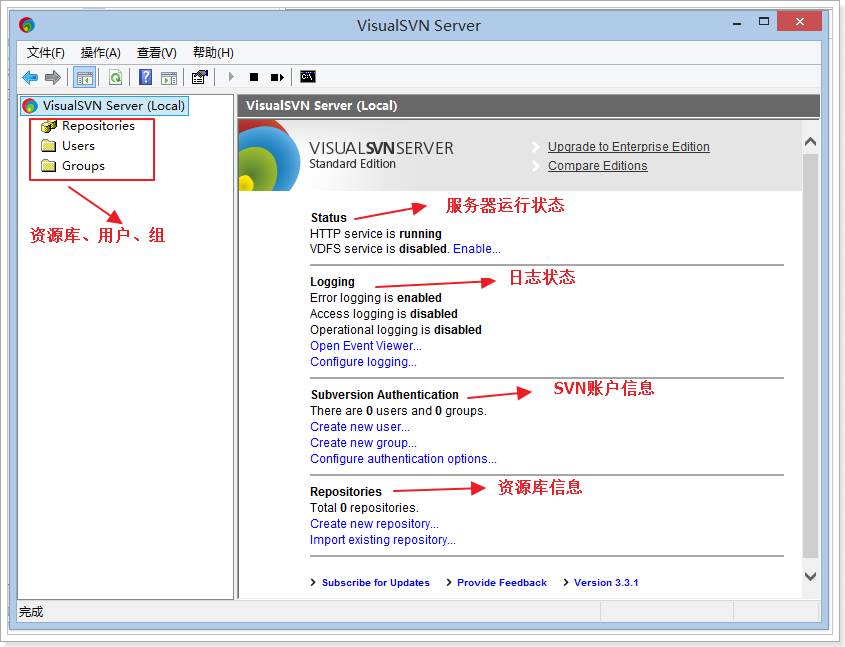 VisualSVN Server
文件(F) 操作(A) 查看(V) 帮助(H)
VisualSVN Server (Local)
Repositories
Users
Groups
资源库、用户、组
VisualSVN Server (Local)
VISUALSVNSERVER
Standard Edition
Upgrade to Enterprise Edition
Compare Editions
Status
服务器运行状态
HTTP service is running
VDFS service is disabled. Enable...
Logging
日志状态
Error logging is enabled
Access logging is disabled
Operational logging is disabled
Open Event Viewer...
Configure logging...
Subversion Authentication
SVN账户信息
There are 0 users and 0 groups.
Create new user...
Create new group...
Configure authentication options...
Repositories
资源库信息
Total 0 repositories.
Create new repository...
Import existing repository...
Subscribe for Updates Provide Feedback Version 3.3.1
完成